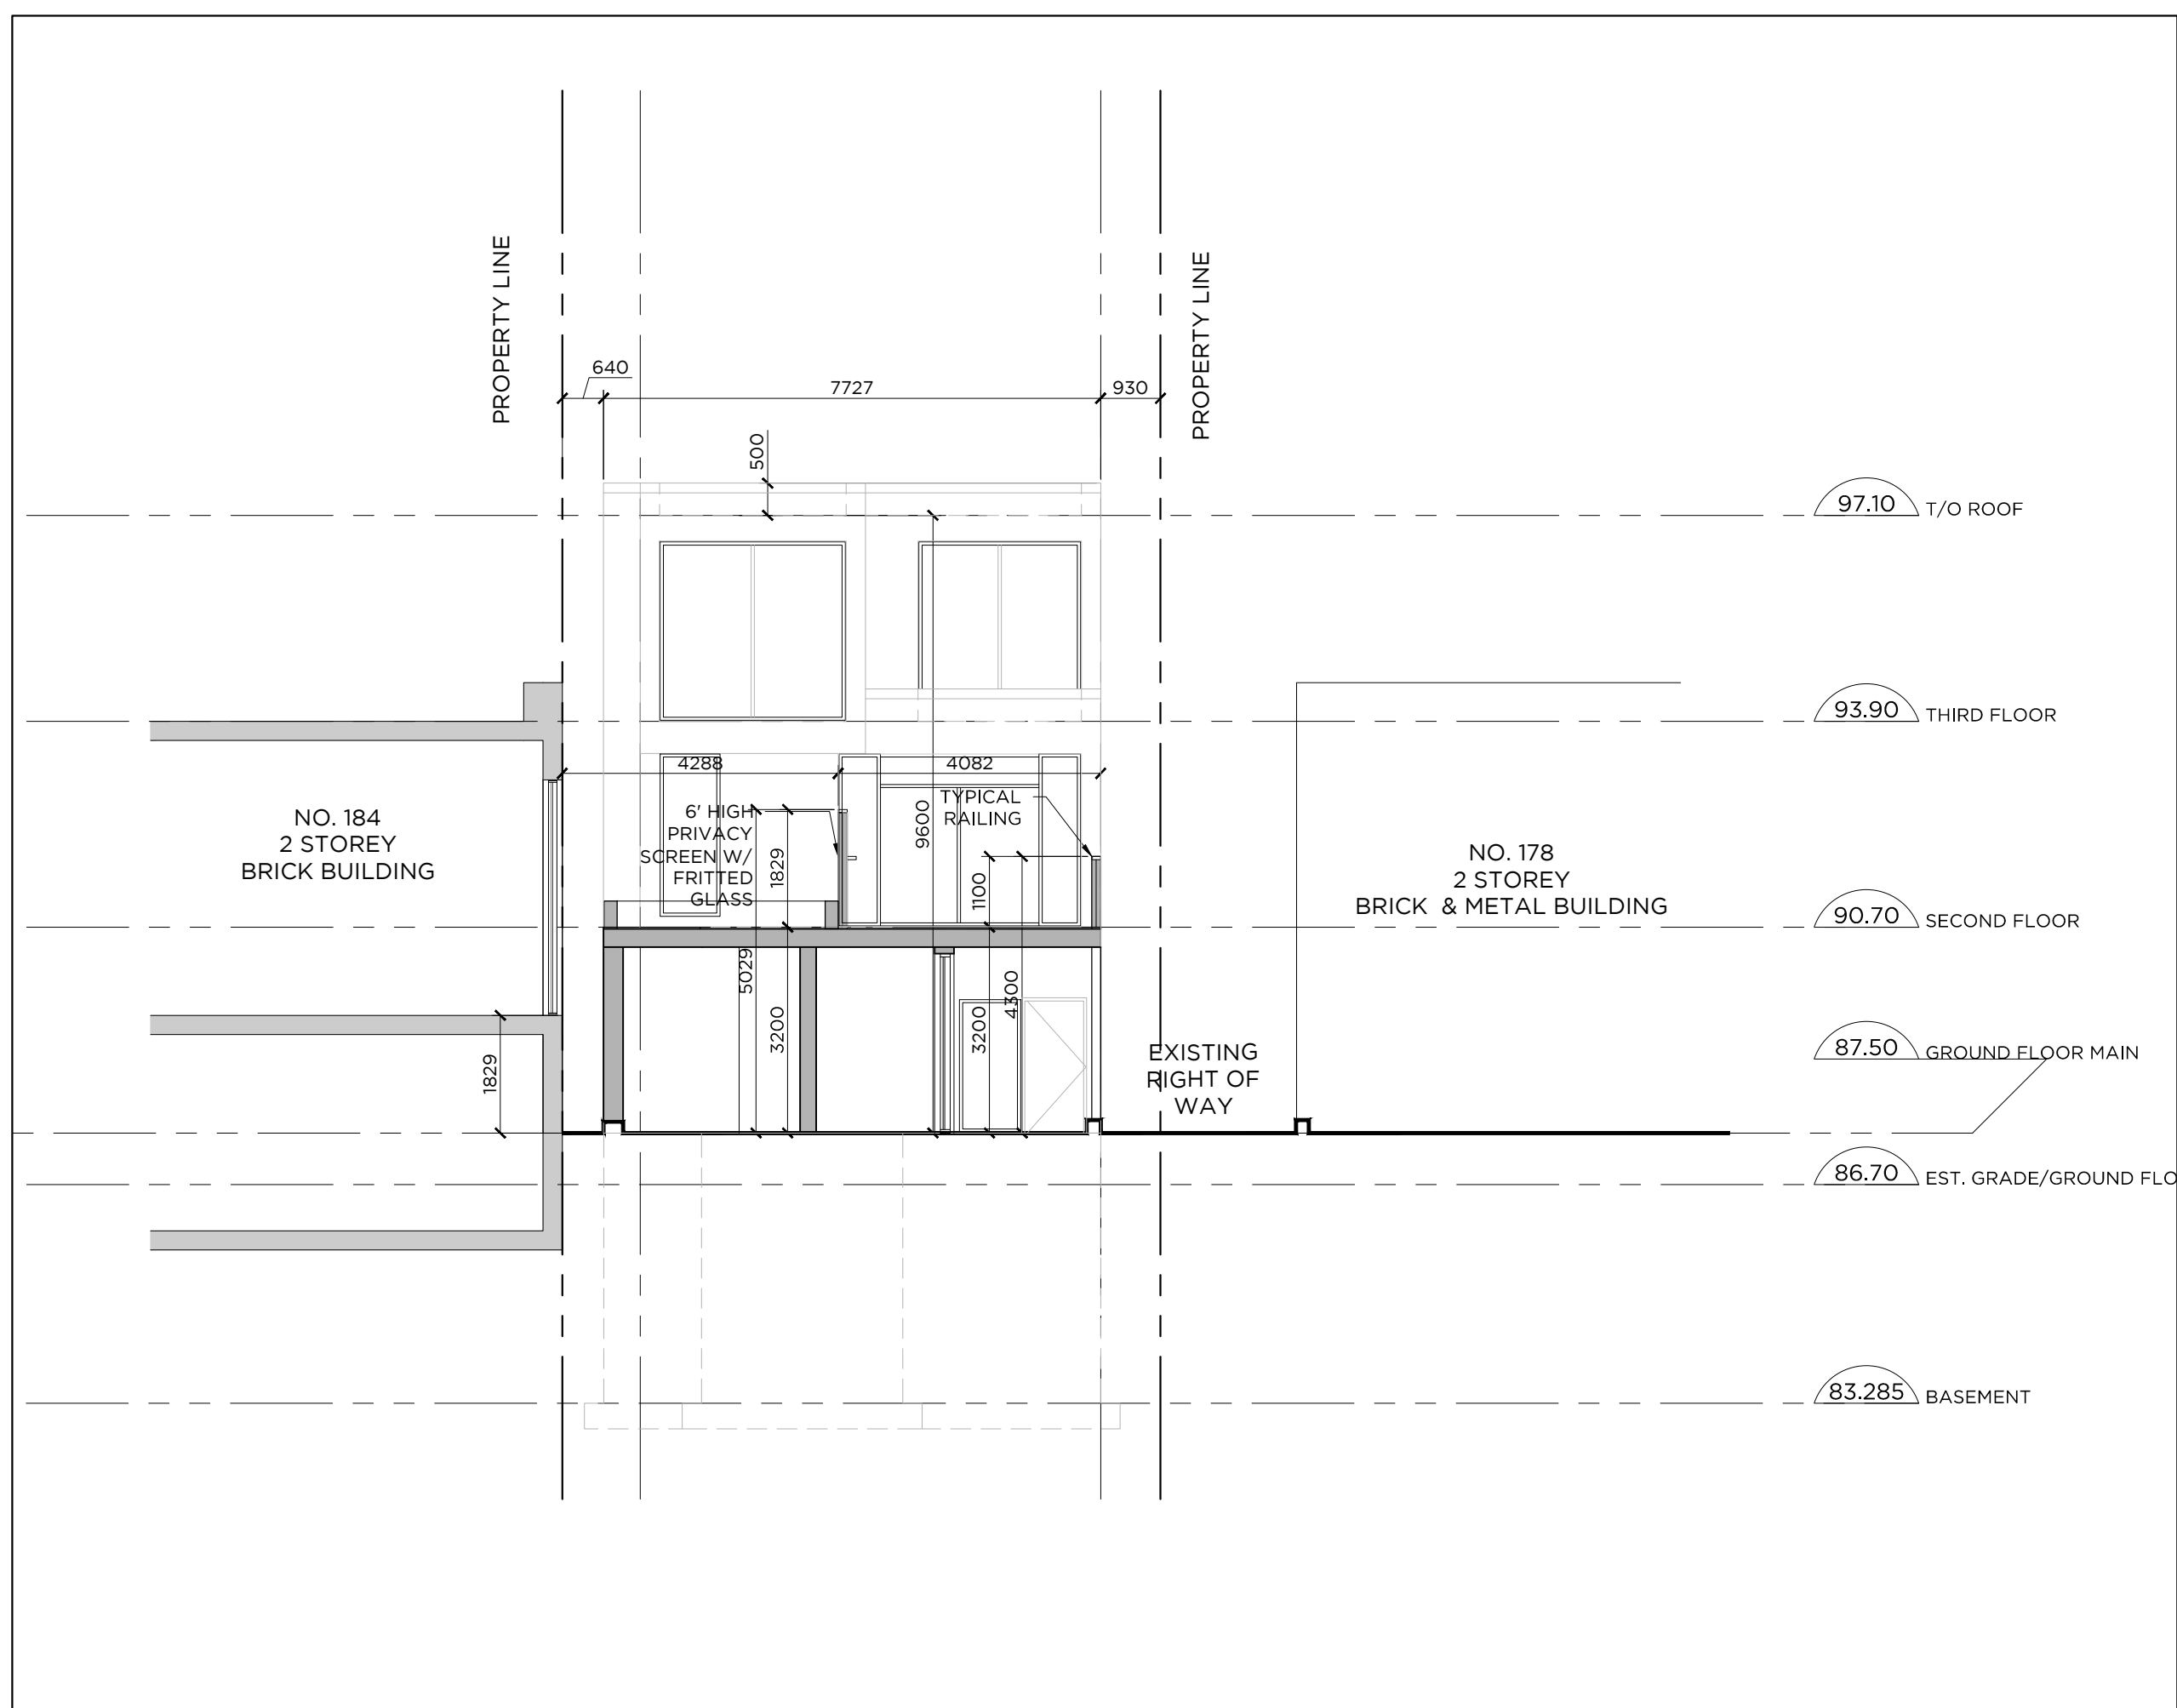 PROPERTY LINE
PROPERTY LINE
640
7727
930
500
97.10
T/O ROOF
93.90
THIRD FLOOR
4288
4082
6' HIGH
PRIVACY
SCREEN W/
FRITTED
GLASS
1829
9600
TYPICAL
RAILING
1100
NO. 184
2 STOREY
BRICK BUILDING
NO. 178
2 STOREY
BRICK & METAL BUILDING
90.70
SECOND FLOOR
5029
3200
3200
4300
1829
EXISTING
RIGHT OF
WAY
87.50
GROUND FLOOR MAIN
86.70
EST. GRADE/GROUND FLO
83.285
BASEMENT